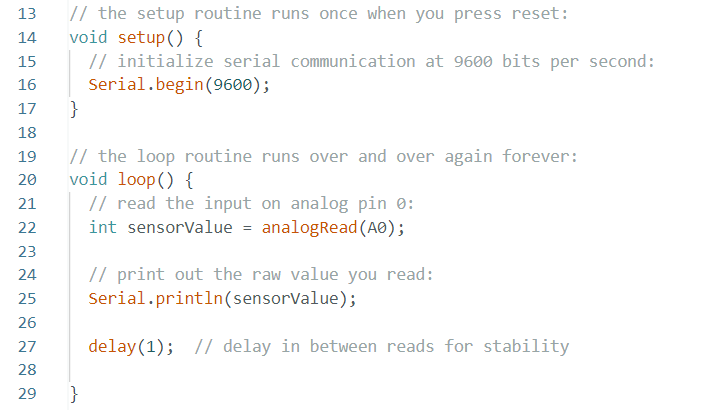 13 // the setup routine runs once when you press reset:
14 void setup() {
15   // initialize serial communication at 9600 bits per second:
16   Serial.begin(9600);
17 }
18
19 // the loop routine runs over and over again forever:
20 void loop() {
21   // read the input on analog pin 0:
22   int sensorValue = analogRead(A0);
23
24   // print out the raw value you read:
25   Serial.println(sensorValue);
26
27   delay(1);  // delay in between reads for stability
28
29 }